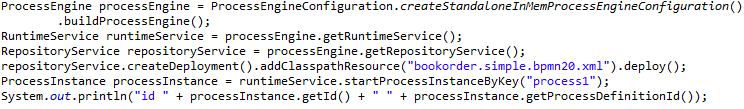 ProcessEngine processEngine = ProcessEngineConfiguration.createStandaloneInMemProcessEngineConfiguration()
.buildProcessEngine();
RuntimeService runtimeService = processEngine.getRuntimeService();
RepositoryService repositoryService = processEngine.getRepositoryService();
repositoryService.createDeployment().addClasspathResource("bookorder.simple.bpmn20.xml").deploy();
ProcessInstance processInstance = runtimeService.startProcessInstanceByKey("process1");
System.out.println("id " + processInstance.getId() + " " + processInstance.getProcessDefinitionId());